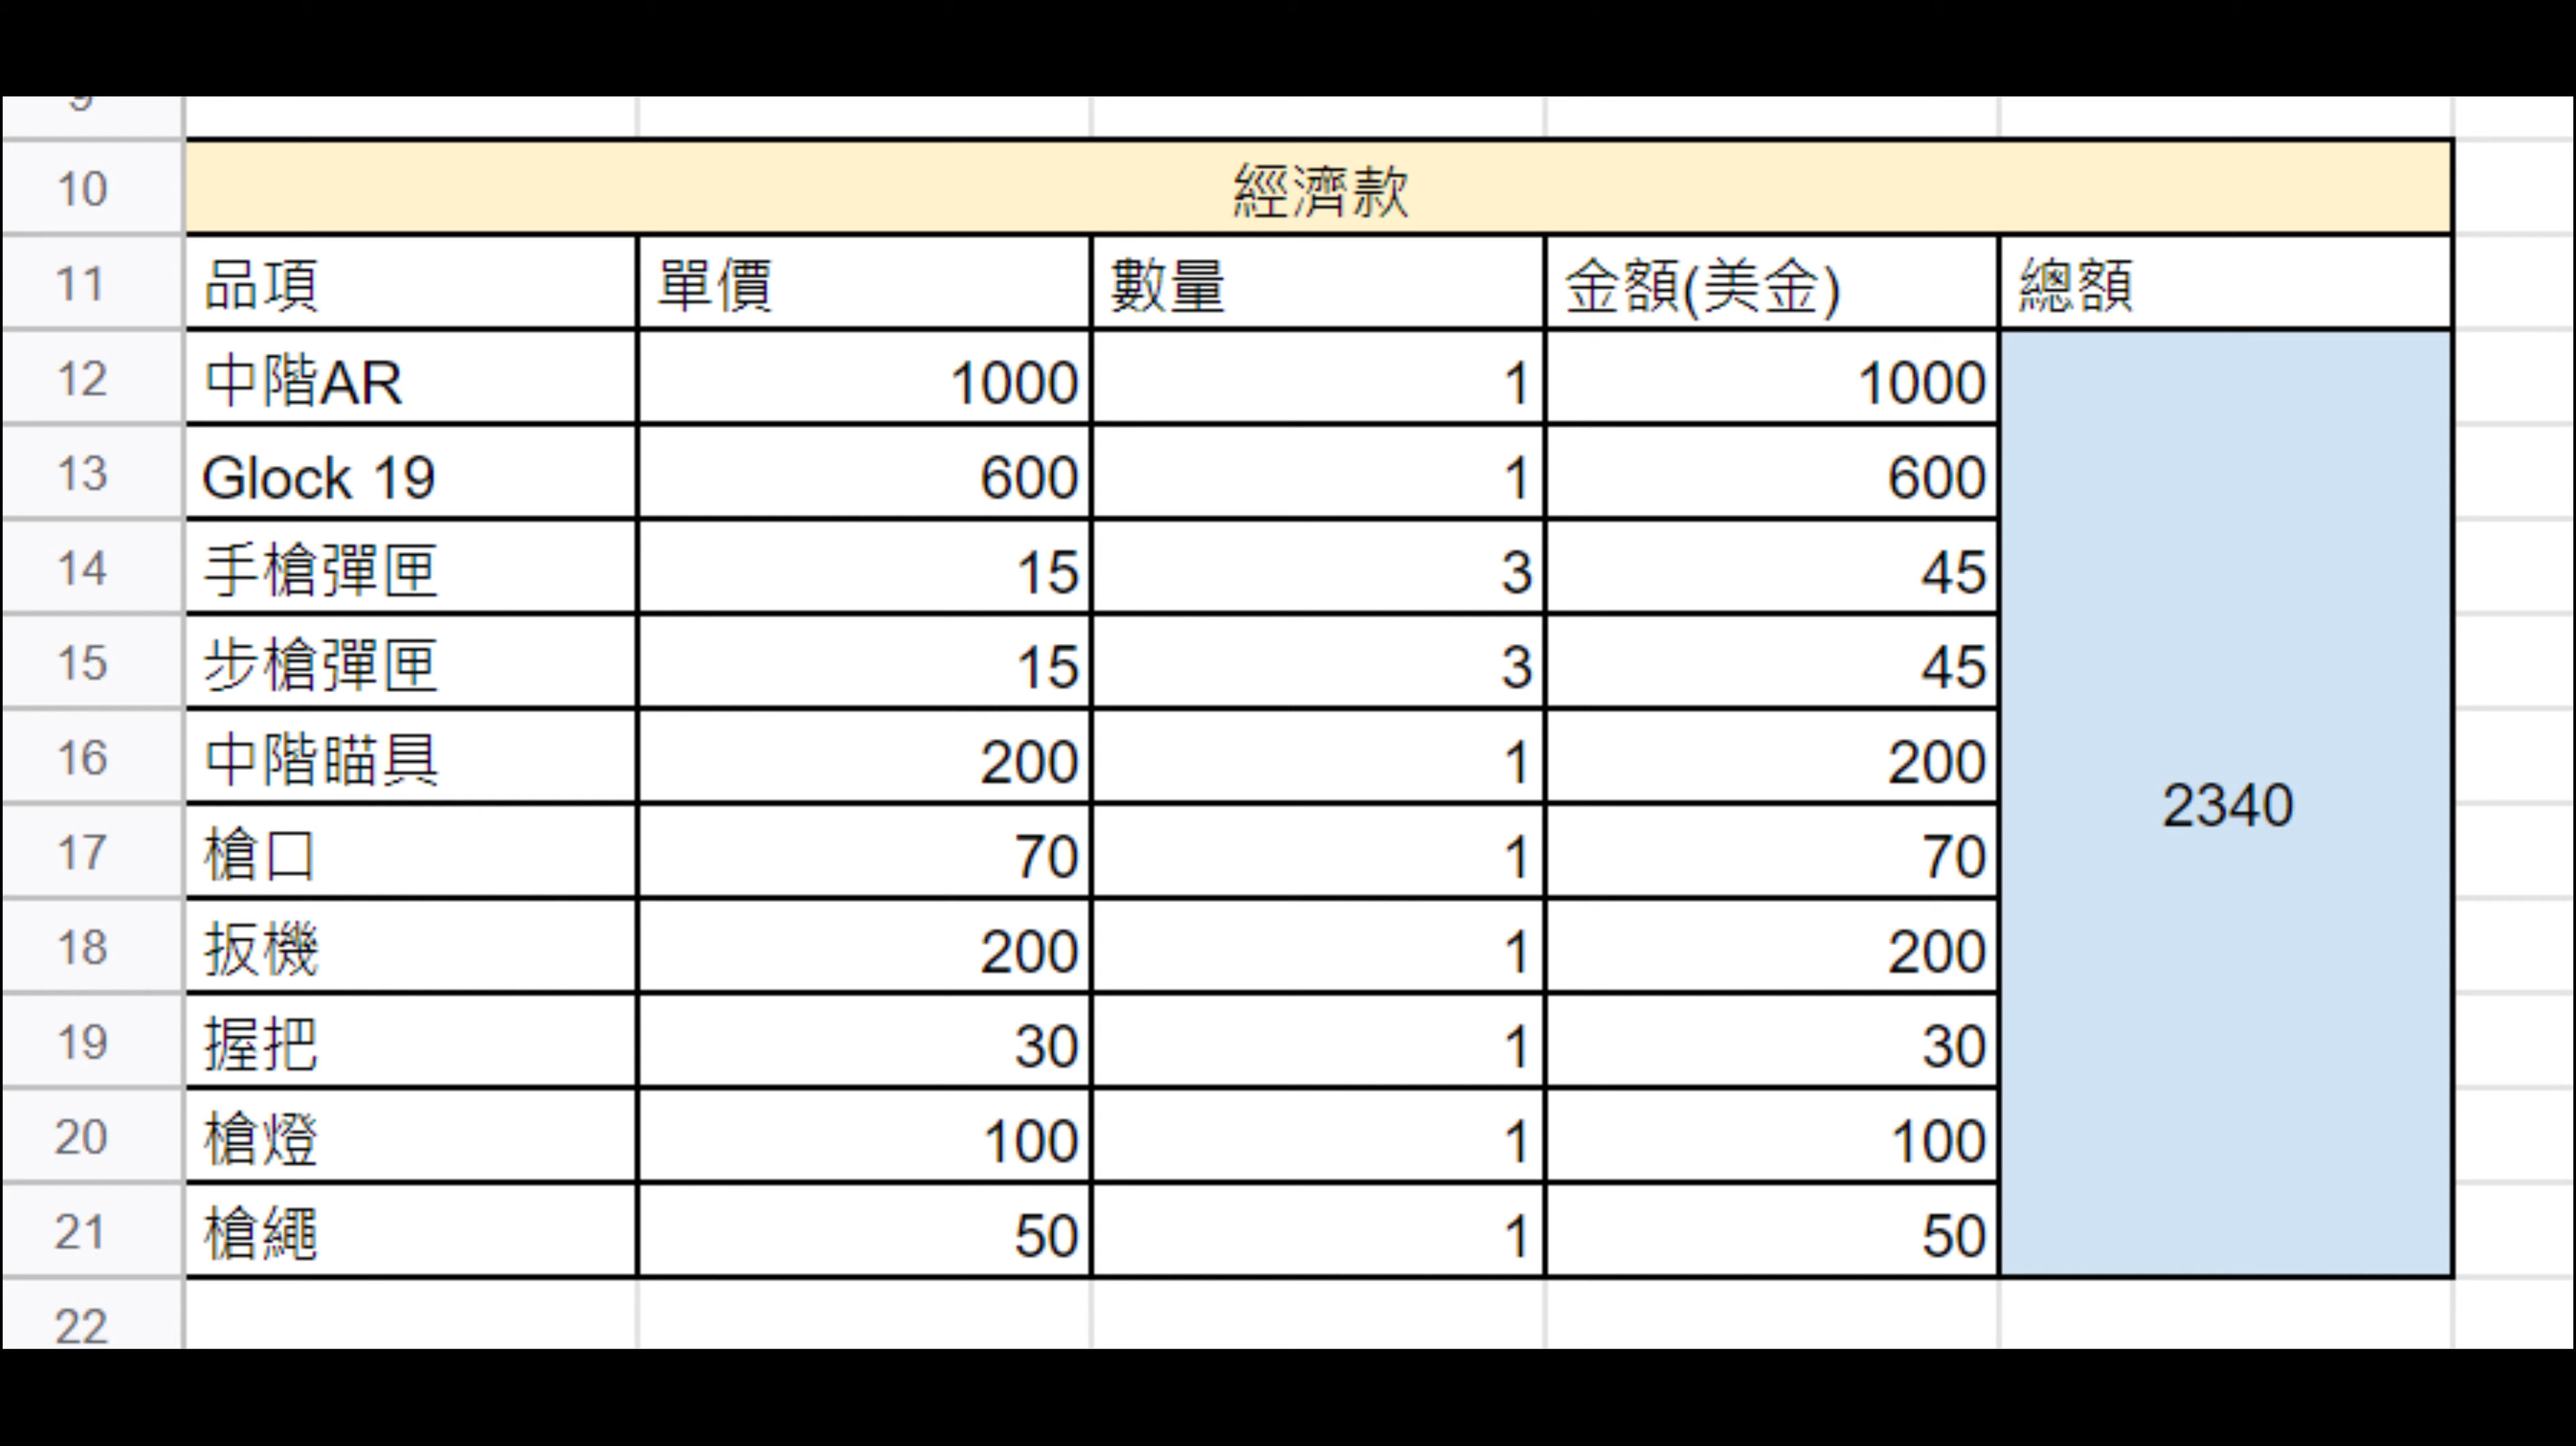 9
10 經濟款
11 品項 單價 數量 金額(美金) 總額
12 中階AR 1000 1 1000
13 Glock 19 600 1 600
14 手槍彈匣 15 3 45
15 步槍彈匣 15 3 45
16 中階瞄具 200 1 200
2340
17 槍口 70 1 70
18 扳機 200 1 200
19 握把 30 1 30
20 槍燈 100 1 100
21 槍繩 50 1 50
22